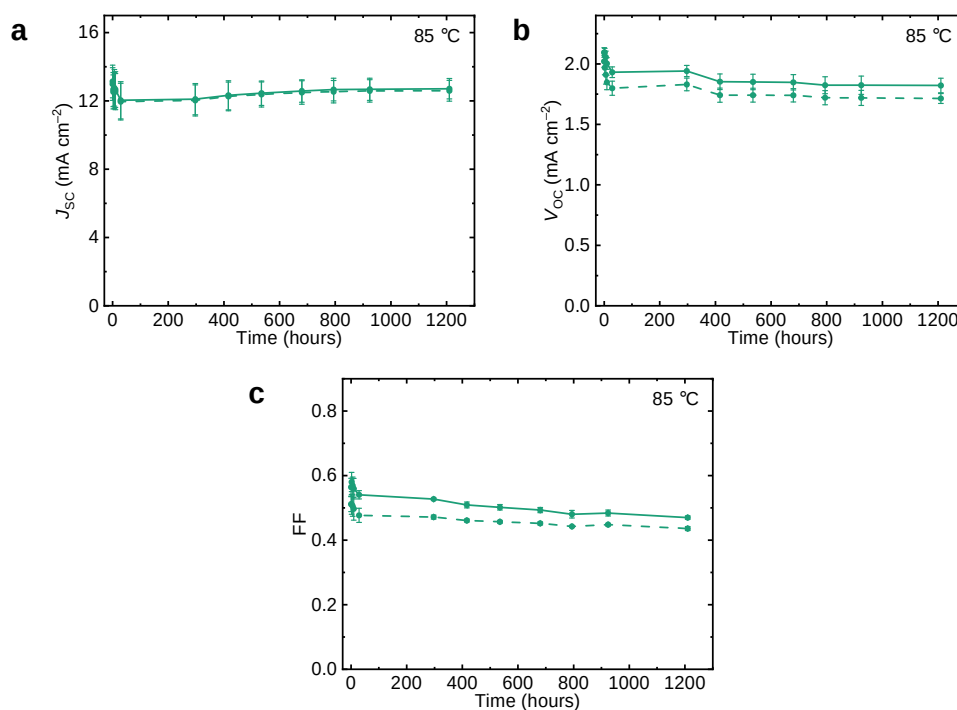 a
85 °C
16
12
8
4
0
J_SC (mA cm⁻²)
0 200 400 600 800 1000 1200
Time (hours)
b
85 °C
2.0
1.5
1.0
0.5
0.0
V_OC (mA cm⁻²)
0 200 400 600 800 1000 1200
Time (hours)
c
85 °C
0.8
0.6
0.4
0.2
0.0
FF
0 200 400 600 800 1000 1200
Time (hours)